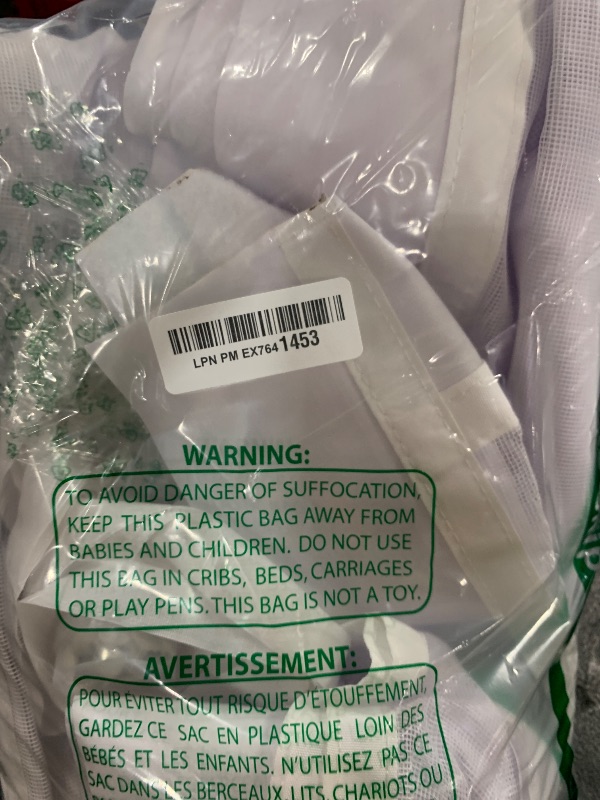 LPN PM EX7641453
WARNING:
TO AVOID DANGER OF SUFFOCATION,
KEEP THIS PLASTIC BAG AWAY FROM
BABIES AND CHILDREN. DO NOT USE
THIS BAG IN CRIBS, BEDS, CARRIAGES
OR PLAY PENS. THIS BAG IS NOT A TOY.
AVERTISSEMENT:
POUR ÉVITER TOUT RISQUE D'ÉTOUFFEMENT,
GARDEZ CE SAC EN PLASTIQUE LOIN DES
BÉBÉS ET LES ENFANTS. N'UTILISEZ PAS CE
SAC DANS LES BERCEAUX, LITS, CHARIOTS OU